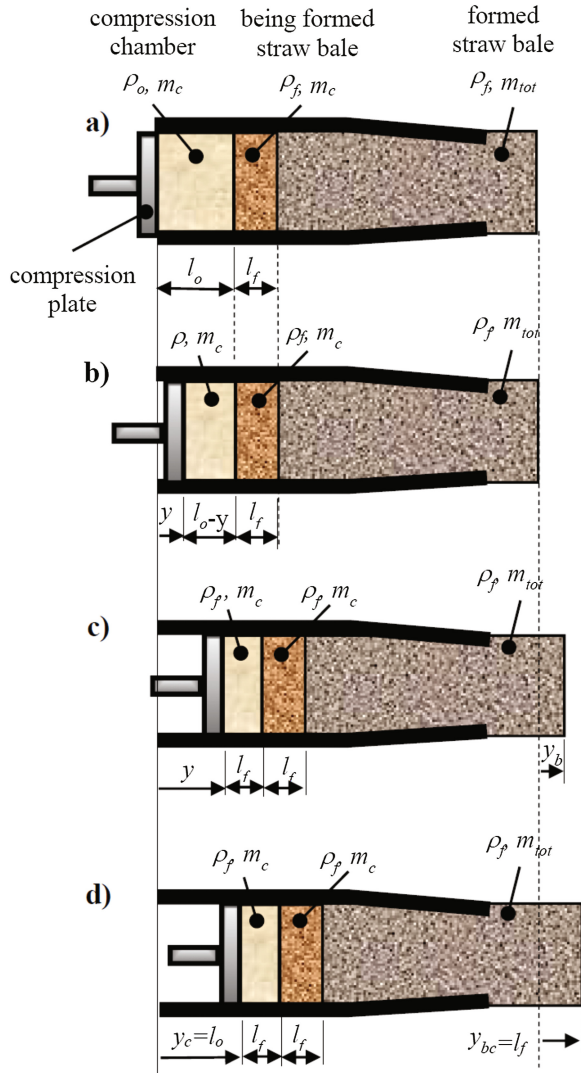 compression
chamber
being formed
straw bale
formed
straw bale
ρo, mc
ρf, mc
ρf, mtot
a)
compression
plate
lo
lf
ρ, mc
ρf, mc
ρf, mtot
b)
y
lo-y
lf
ρf, mc
ρf, mc
ρf, mtot
c)
y
lf
lf
yb
ρf, mc
ρf, mc
ρf, mtot
d)
yc=lo
lf
lf
ybc=lf